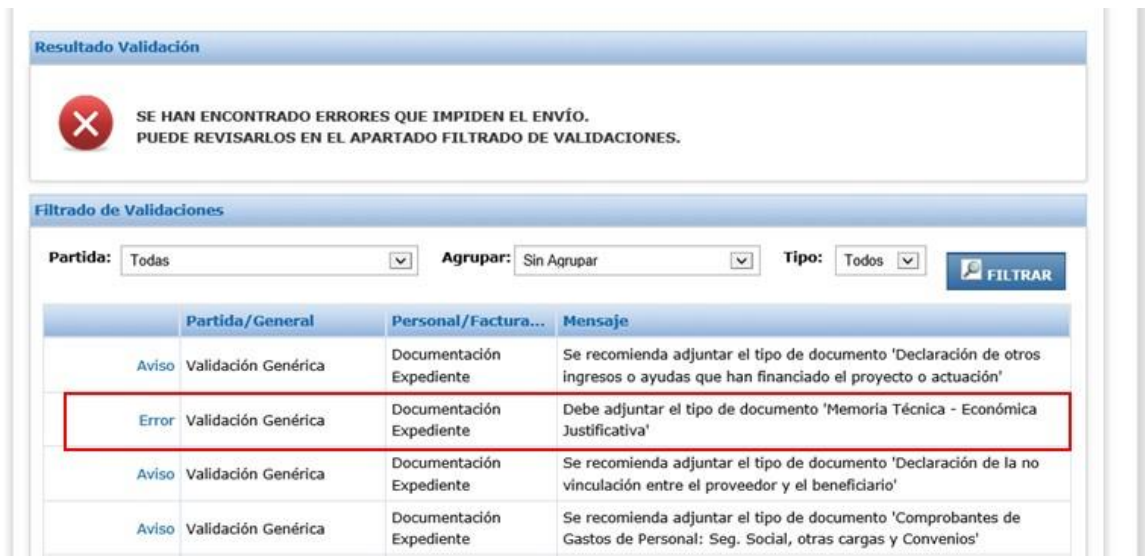 Resultado Validación
SE HAN ENCONTRADO ERRORES QUE IMPIDEN EL ENVÍO.
PUEDE REVISARLOS EN EL APARTADO FILTRADO DE VALIDACIONES.
Filtrado de Validaciones
Partida: Todas Agrupar: Sin Agrupar Tipo: Todos FILTRAR
Partida/General Personal/Factura... Mensaje
Aviso Validación Genérica Documentación Expediente Se recomienda adjuntar el tipo de documento 'Declaración de otros
ingresos o ayudas que han financiado el proyecto o actuación'
Error Validación Genérica Documentación Expediente Debe adjuntar el tipo de documento 'Memoria Técnica - Económica
Justificativa'
Aviso Validación Genérica Documentación Expediente Se recomienda adjuntar el tipo de documento 'Declaración de la no
vinculación entre el proveedor y el beneficiario'
Aviso Validación Genérica Documentación Expediente Se recomienda adjuntar el tipo de documento 'Comprobantes de
Gastos de Personal: Seg. Social, otras cargas y Convenios'